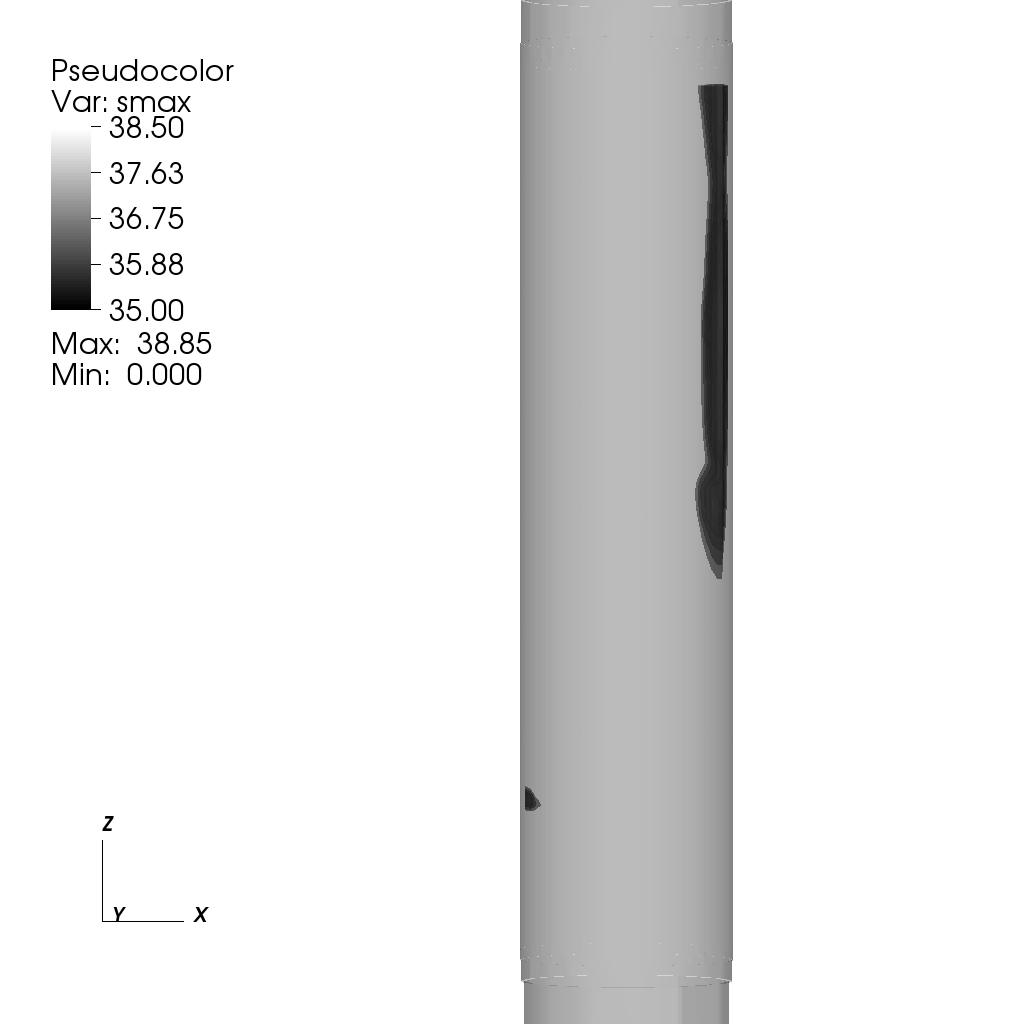 Pseudocolor
Var: smax
38.50
37.63
36.75
35.88
35.00
Max: 38.85
Min: 0.000
Z
Y X